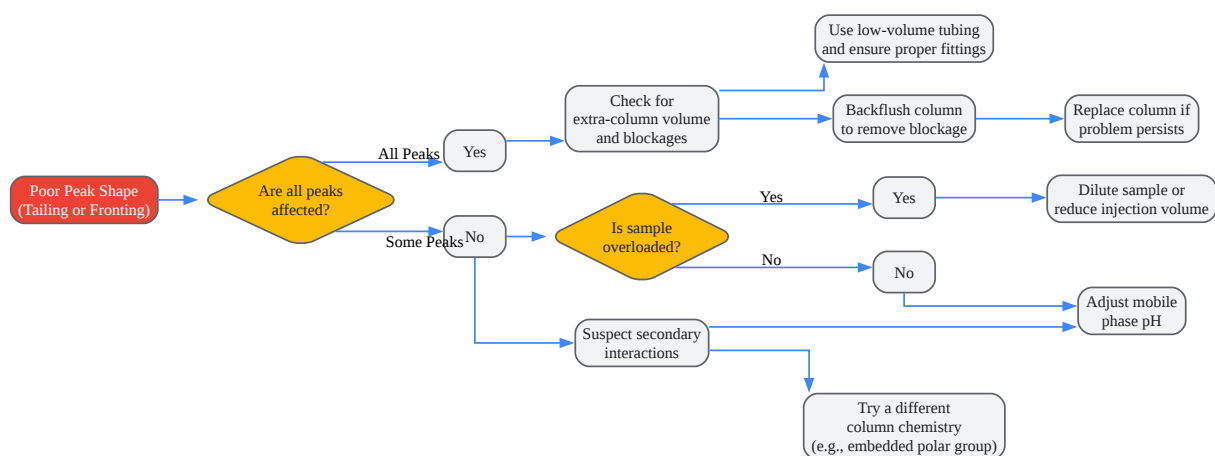 Poor Peak Shape
(Tailing or Fronting)
Are all peaks
affected?
All Peaks
Some Peaks
Yes
No
Check for
extra-column volume
and blockages
Use low-volume tubing
and ensure proper fittings
Backflush column
to remove blockage
Replace column if
problem persists
Is sample
overloaded?
Yes
No
Yes
No
Dilute sample or
reduce injection volume
Suspect secondary
interactions
Adjust mobile
phase pH
Try a different
column chemistry
(e.g., embedded polar group)